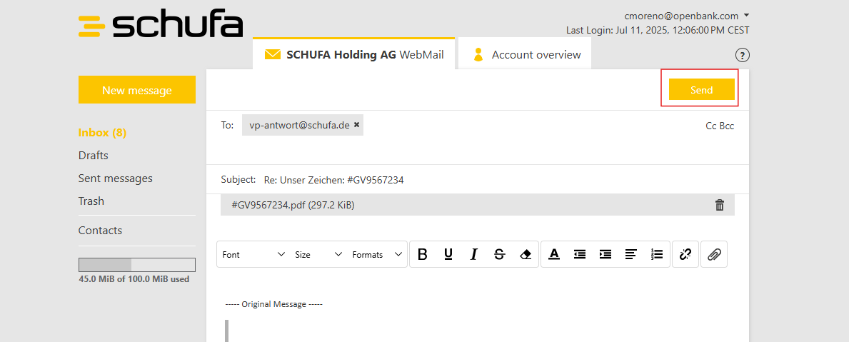 schufa
cmoreno@openbank.com
Last Login: Jul 11, 2025. 12:06:00 PM CEST
SCHUFA Holding AG WebMail
Account overview
?
New message
Send
To: vp-antwort@schufa.de ×
Cc Bcc
Inbox (8)
Drafts
Sent messages
Trash
Contacts
45.0 MiB of 100.0 MiB used
Subject: Re: Unser Zeichen: #GV9567234
#GV9567234.pdf (297.2 KiB)
Font Size Formats B U I S A
----- Original Message -----